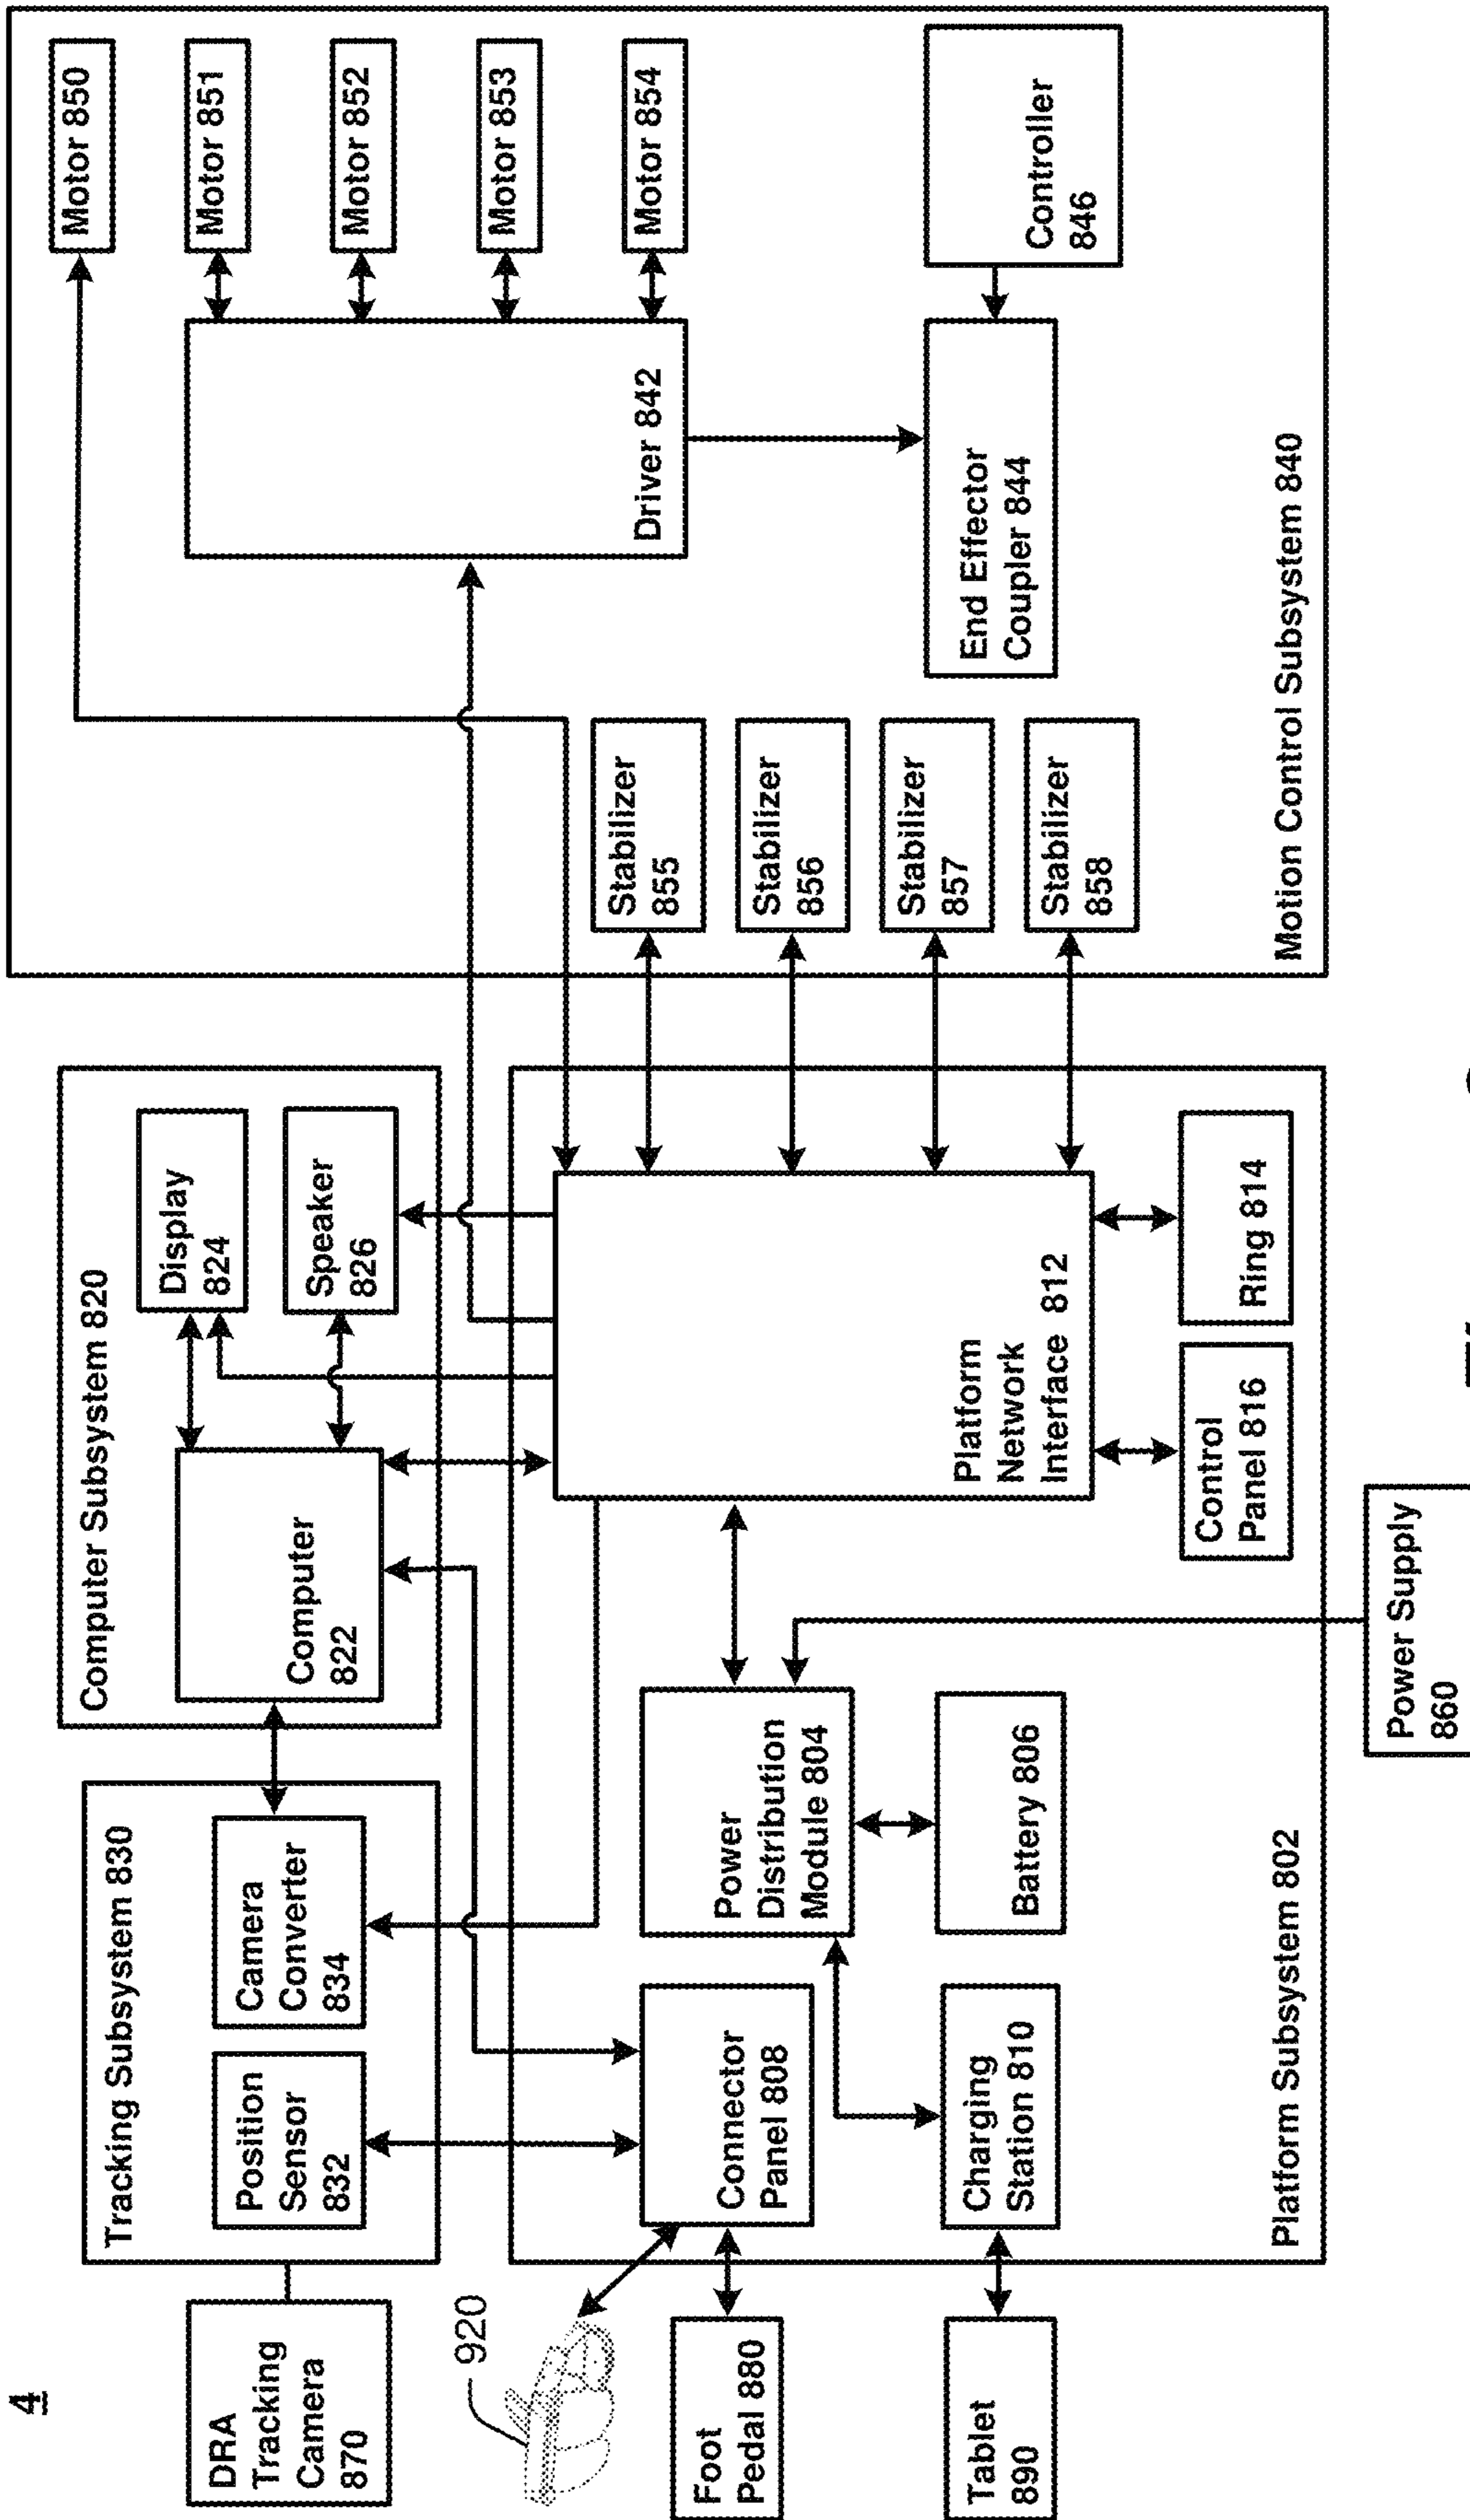 4
DRA
Tracking
Camera
870
920
Foot
Pedal 880
Tablet
890
Tracking Subsystem 830
Position
Sensor
832
Camera
Converter
834
Computer Subsystem 820
Computer
822
Display
824
Speaker
826
Platform Subsystem 802
Connector
Panel 808
Charging
Station 810
Power
Distribution
Module 804
Battery 806
Platform
Network
Interface 812
Control
Panel 816
Ring 814
Power Supply
860
Motion Control Subsystem 840
Motor 850
Motor 851
Motor 852
Motor 853
Motor 854
Driver 842
Controller
846
End Effector
Coupler 844
Stabilizer
855
Stabilizer
856
Stabilizer
857
Stabilizer
858